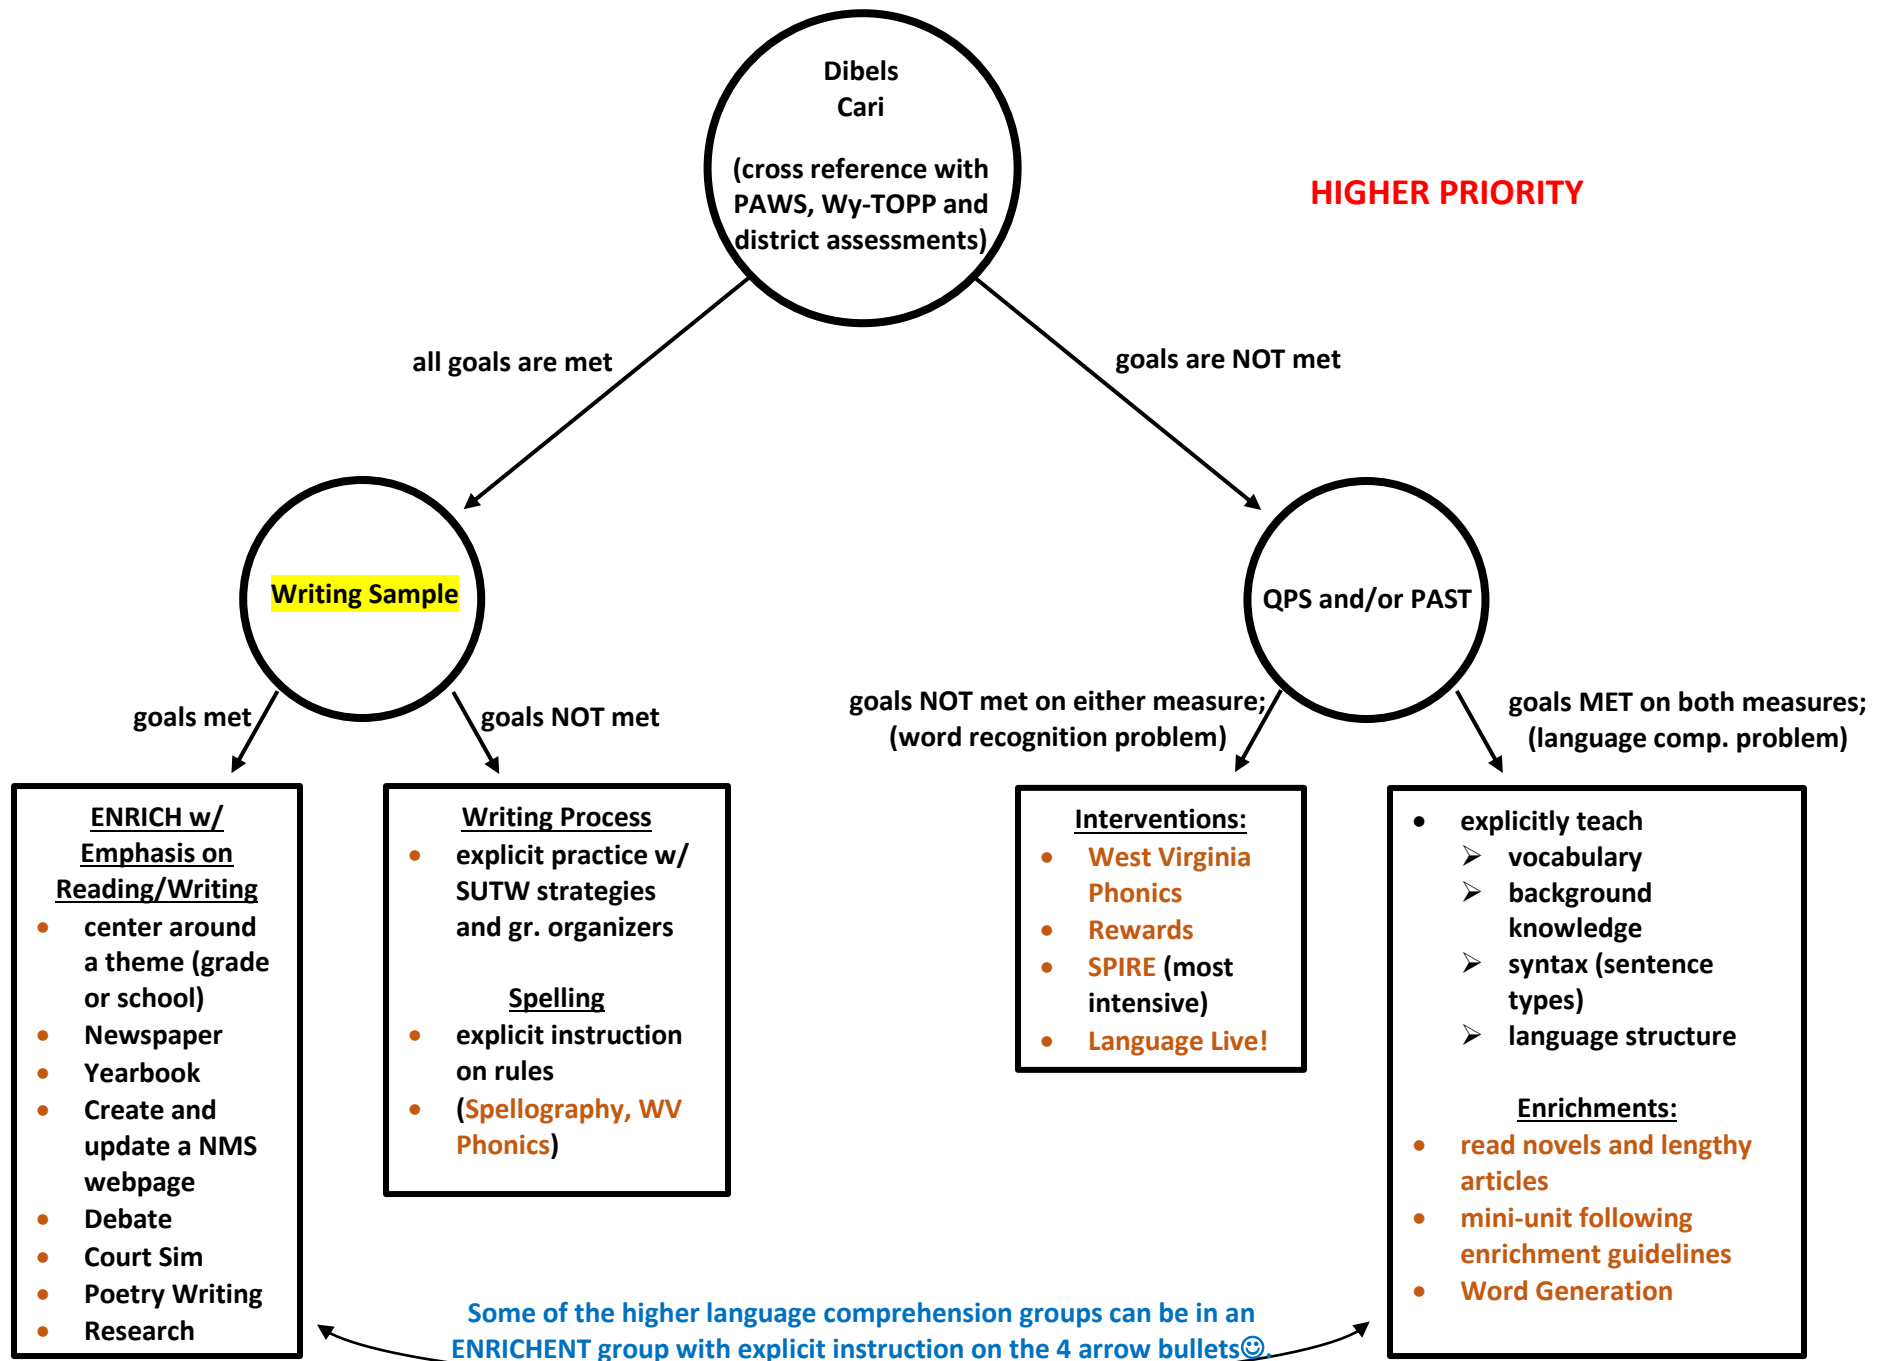 Dibels
Cari
(cross reference with
PAWS, Wy-TOPP and
district assessments)
HIGHER PRIORITY
all goals are met
goals are NOT met
Writing Sample
QPS and/or PAST
goals met
goals NOT met
goals NOT met on either measure;
(word recognition problem)
goals MET on both measures;
(language comp. problem)
ENRICH w/
Emphasis on
Reading/Writing
• center around
a theme (grade
or school)
• Newspaper
• Yearbook
• Create and
update a NMS
webpage
• Debate
• Court Sim
• Poetry Writing
• Research
Writing Process
• explicit practice w/
SUTW strategies
and gr. organizers
Spelling
• explicit instruction
on rules
• (Spellography, WV
Phonics)
Interventions:
• West Virginia
Phonics
• Rewards
• SPIRE (most
intensive)
• Language Live!
• explicitly teach
➢ vocabulary
➢ background
knowledge
➢ syntax (sentence
types)
➢ language structure
Enrichments:
• read novels and lengthy
articles
• mini-unit following
enrichment guidelines
• Word Generation
Some of the higher language comprehension groups can be in an
ENRICHENT group with explicit instruction on the 4 arrow bullets☺.